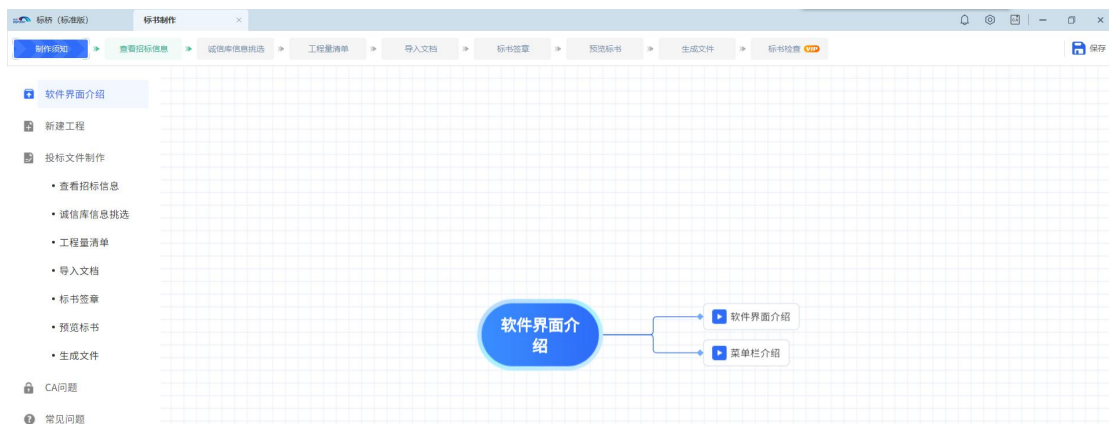 标桥（标准版） 标书制作
制作须知 查看招标信息 诚信库信息挑选 工程量清单 导入文档 标书签章 预览标书 生成文件 标书检查 VIP 保存
软件界面介绍
新建工程
投标文件制作
• 查看招标信息
• 诚信库信息挑选
• 工程量清单
• 导入文档
• 标书签章
• 预览标书
• 生成文件
CA问题
常见问题
软件界面介
绍
软件界面介绍
菜单栏介绍